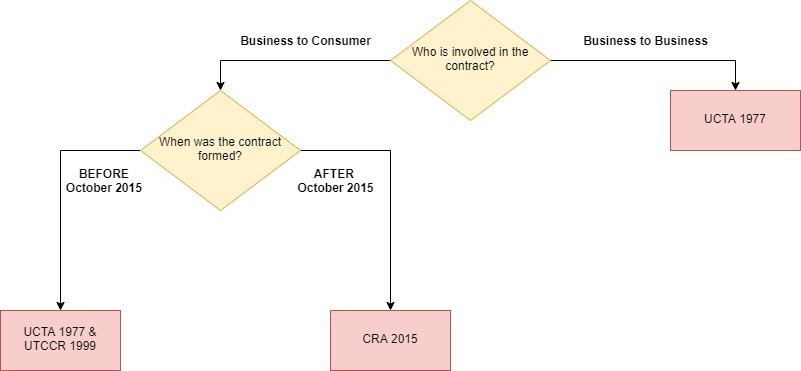 Business to Consumer
Who is involved in the
contract?
Business to Business
UCTA 1977
When was the contract
formed?
BEFORE
October 2015
AFTER
October 2015
UCTA 1977 &
UTCCR 1999
CRA 2015